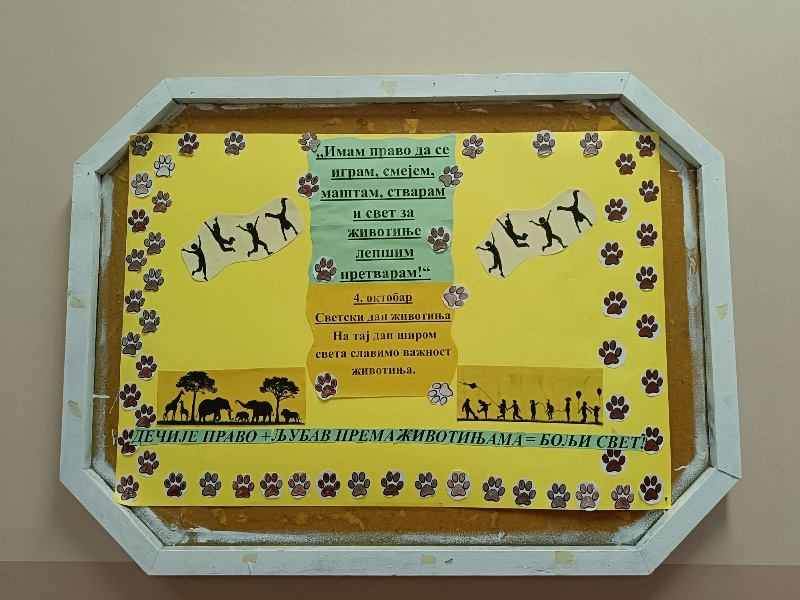 „Имам право да се
играм, смејем,
маштам, стварам
и свет за
животиње
лепшим
претварам!“
4. октобар
Светски дан животиња
На тај дан широм
света славимо важност
животиња.
ДЕЧИЈЕ ПРАВО + ЉУБАВ ПРЕМА ЖИВОТИЊАМА = БОЉИ СВЕТ!